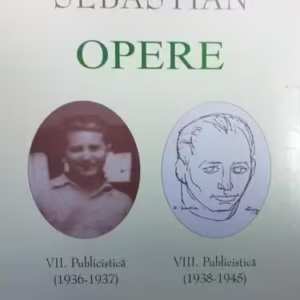 SEBASTIAN
OPERE
VII. Publicistică
(1936-1937)
VIII. Publicistică
(1938-1945)